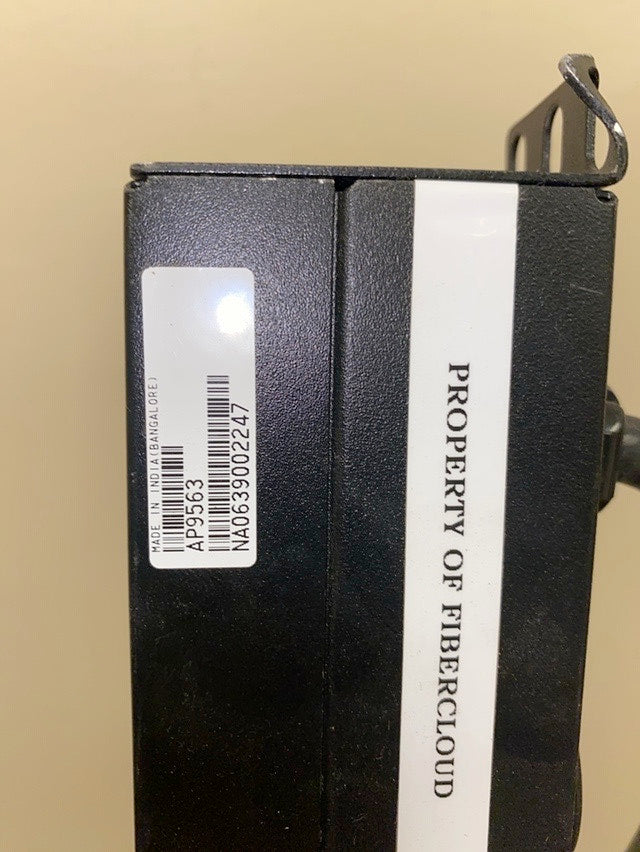 MADE IN INDIA(BANGALORE)
AP9563
NA0639002247
PROPERTY OF FIBERCLOUD